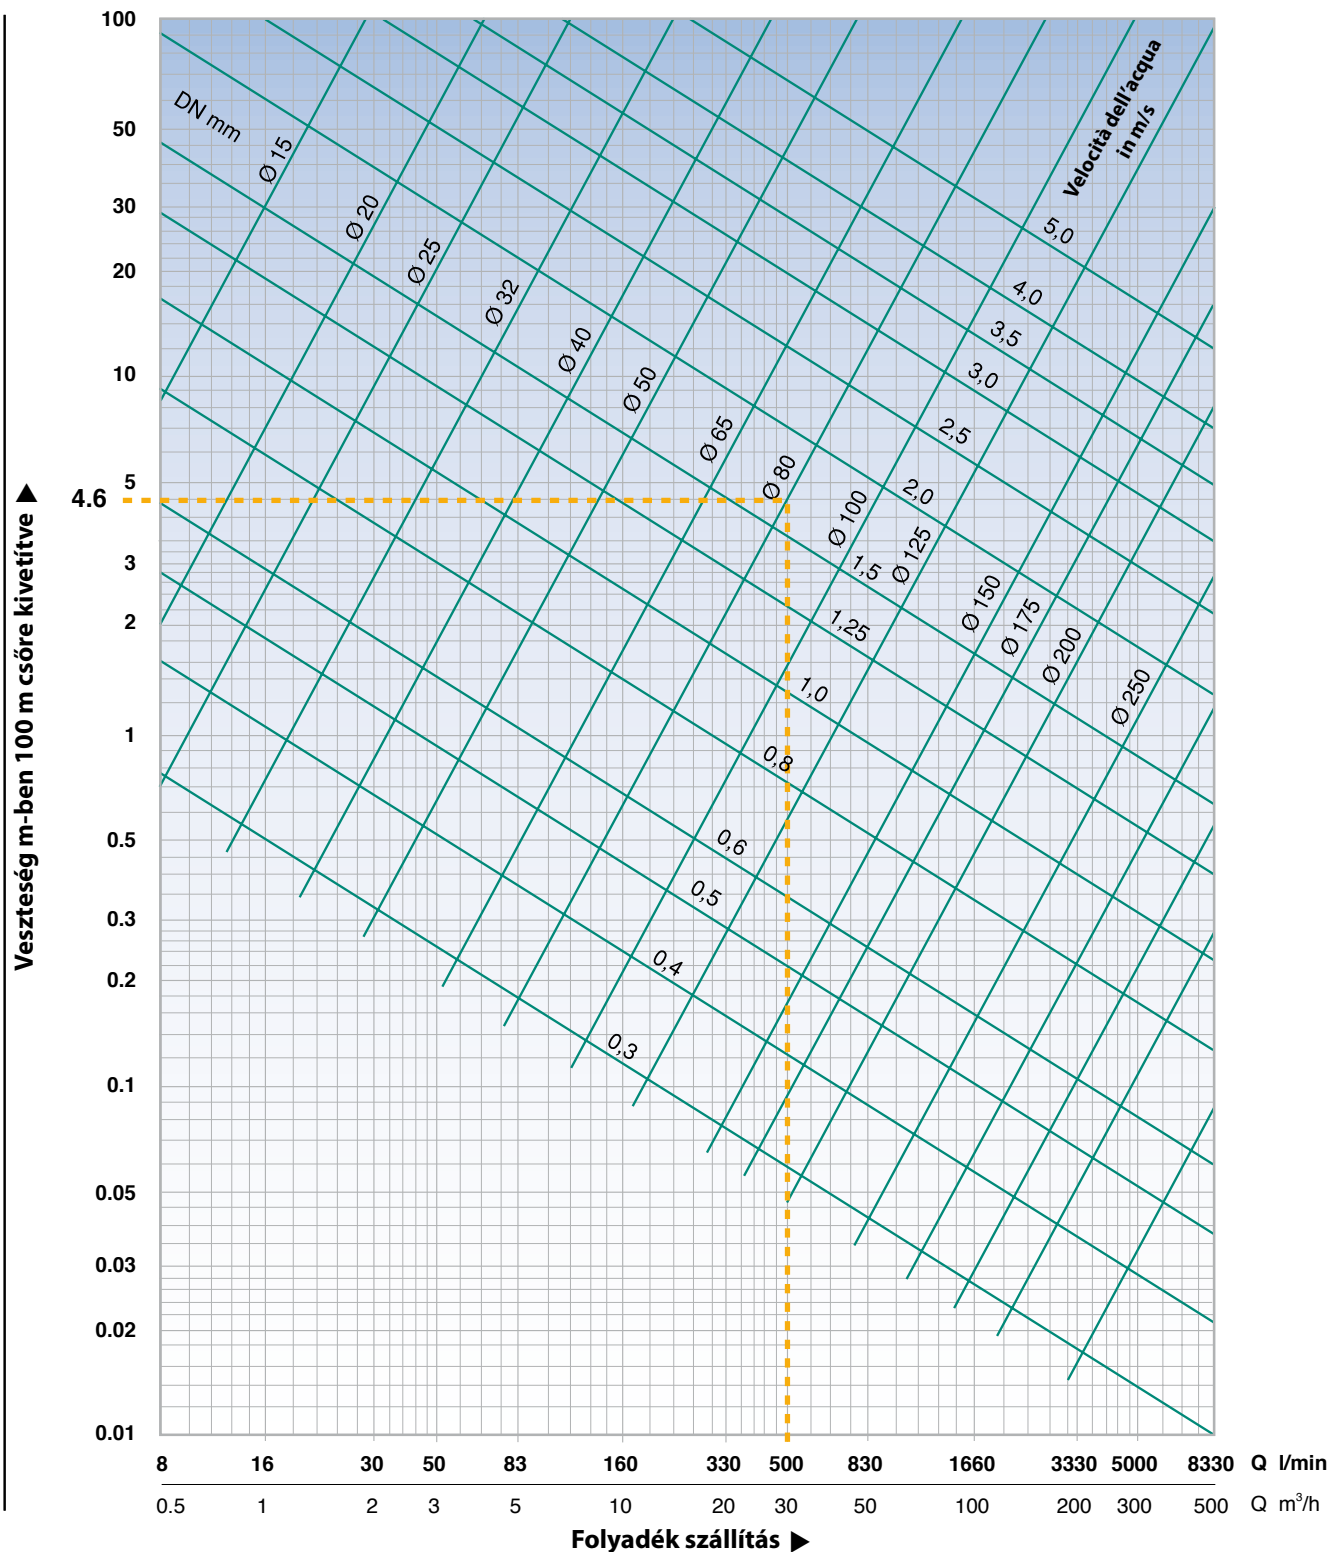 100
50
30
20
10
5
4.6
3
2
1
0.5
0.3
0.2
0.1
0.05
0.03
0.02
0.01
Veszteség m-ben 100 m csőre kivetítve ▶
DN mm
Ø 15
Ø 20
Ø 25
Ø 32
Ø 40
Ø 50
Ø 65
Ø 80
Ø 100
Ø 125
Ø 150
Ø 175
Ø 200
Ø 250
Velocità dell'acqua
in m/s
5,0
4,0
3,5
3,0
2,5
2,0
1,5
1,25
1,0
0,8
0,6
0,5
0,4
0,3
8 16 30 50 83 160 330 500 830 1660 3330 5000 8330 Q l/min
0.5 1 2 3 5 10 20 30 50 100 200 300 500 Q m³/h
Folyadék szállítás ▶